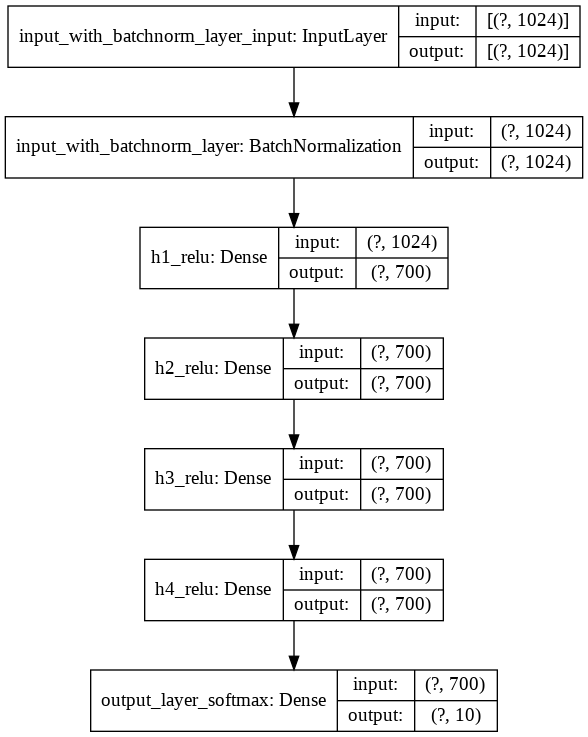 input_with_batchnorm_layer_input: InputLayer
input: [(?, 1024)]
output: [(?, 1024)]
input_with_batchnorm_layer: BatchNormalization
input: (?, 1024)
output: (?, 1024)
h1_relu: Dense
input: (?, 1024)
output: (?, 700)
h2_relu: Dense
input: (?, 700)
output: (?, 700)
h3_relu: Dense
input: (?, 700)
output: (?, 700)
h4_relu: Dense
input: (?, 700)
output: (?, 700)
output_layer_softmax: Dense
input: (?, 700)
output: (?, 10)